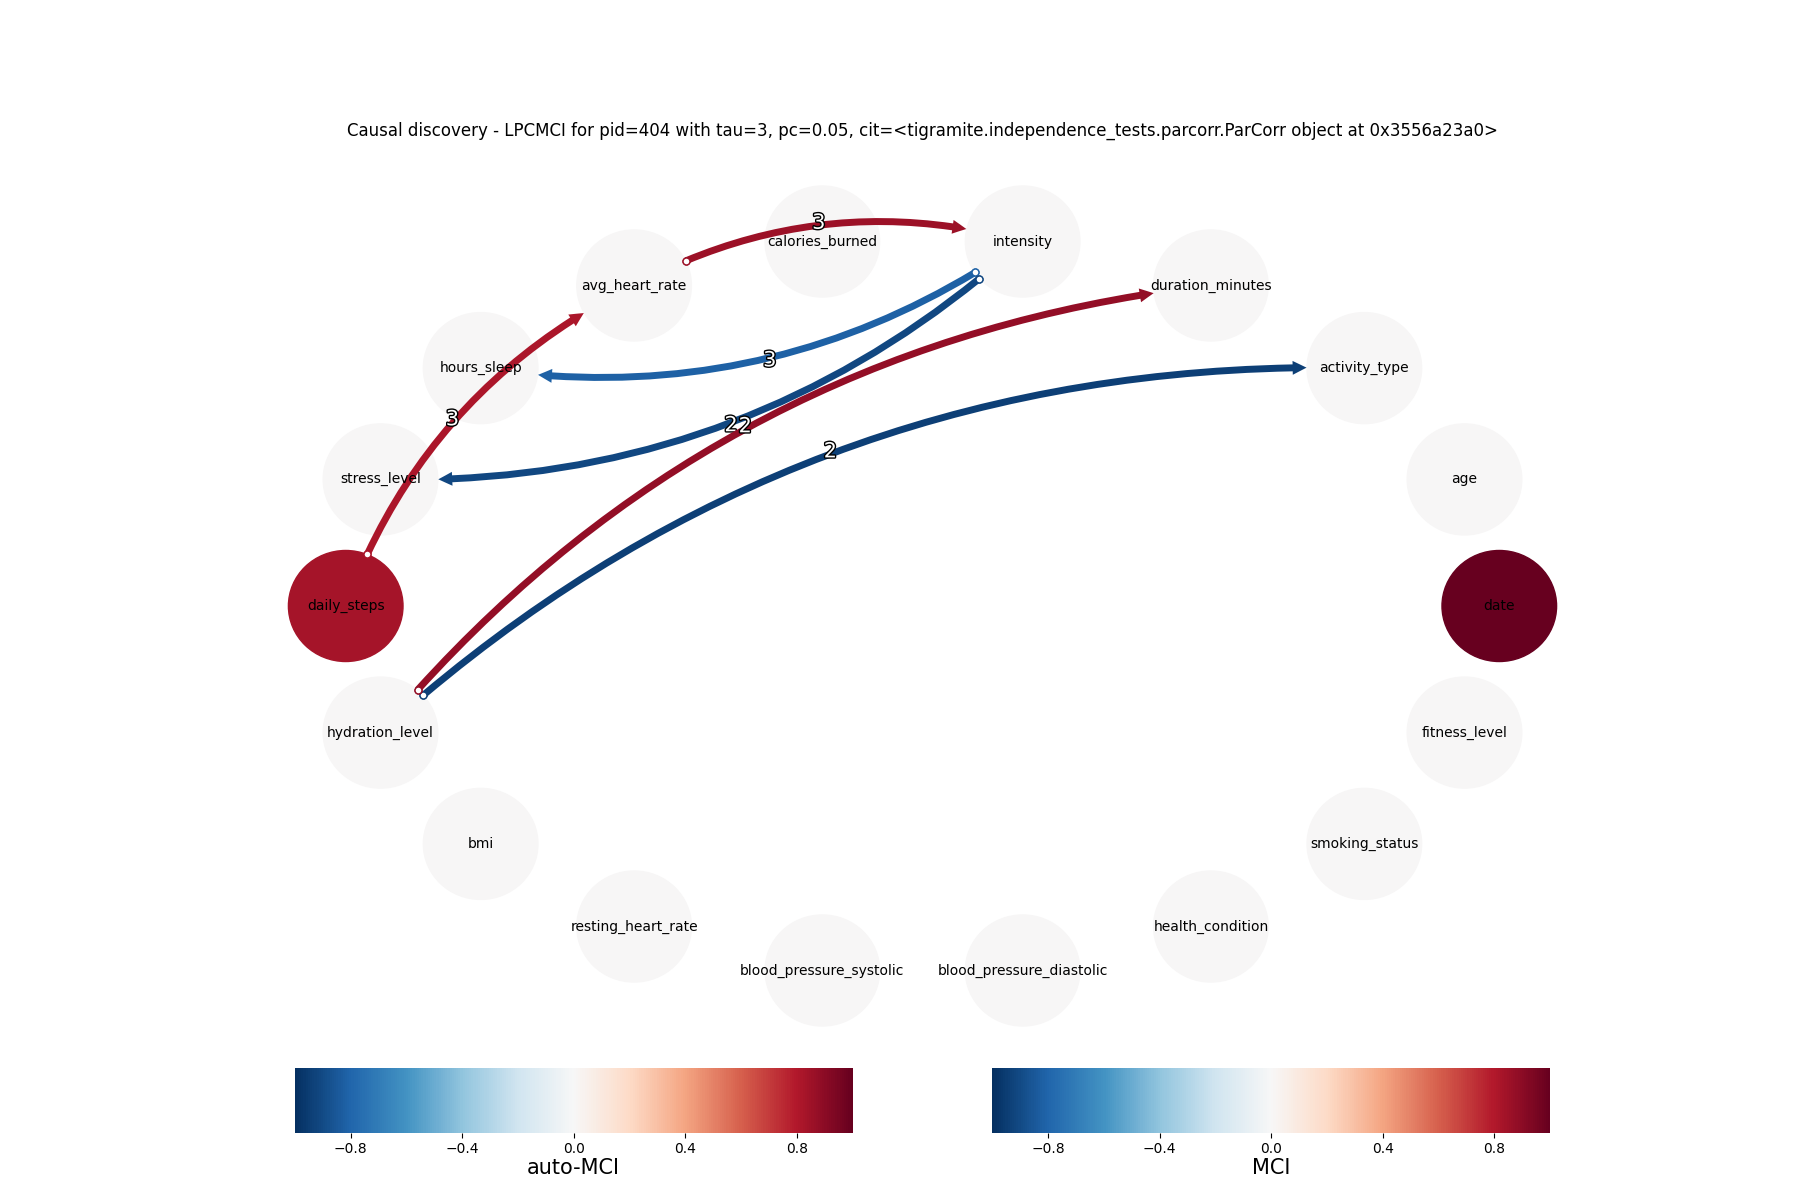 Causal discovery - LPCMCI for pid=404 with tau=3, pc=0.05, cit=<tigramite.independence_tests.parcorr.ParCorr object at 0x3556a23a0>
3
calories_burned
intensity
avg_heart_rate
duration_minutes
3
hours_sleep
activity_type
3
2
2
2
stress_level
age
daily_steps
date
hydration_level
fitness_level
bmi
smoking_status
resting_heart_rate
health_condition
blood_pressure_systolic
blood_pressure_diastolic
−0.8 −0.4 0.0 0.4 0.8
auto-MCI
−0.8 −0.4 0.0 0.4 0.8
MCI